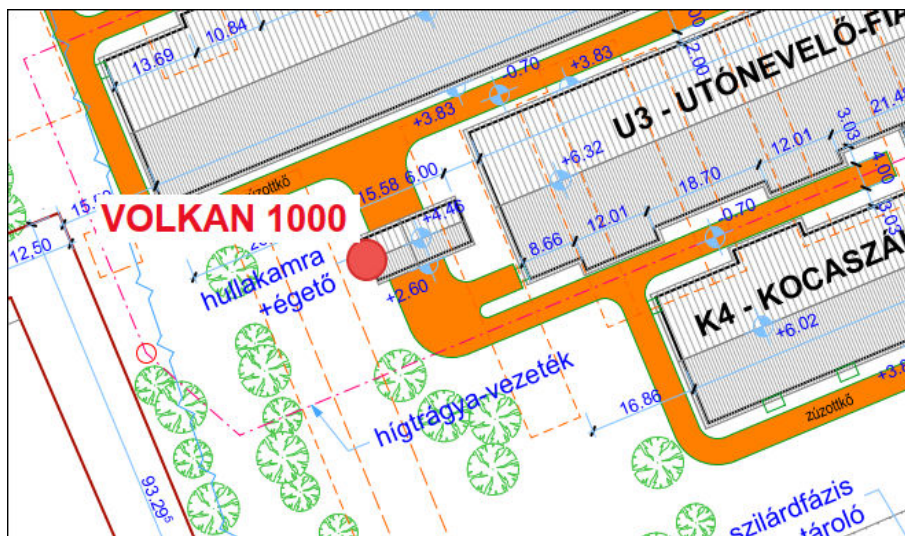 13.69
10.84
2.00
U3 - UTÓNEVELŐ-FIA
+3.83
-0.70
+3.83
+6.32
12.01
3.03
21.4
4.00
zúzottkő
15.58
6.00
18.70
12.01
-0.70
3.03
VOLKAN 1000
+4.46
8.66
12.50
hullakamra
+égető
+2.60
K4 - KOCASZÁ
+6.02
16.86
hígtrágya-vezeték
zúzottkő
93.29⁵
szilárdfázis
tároló